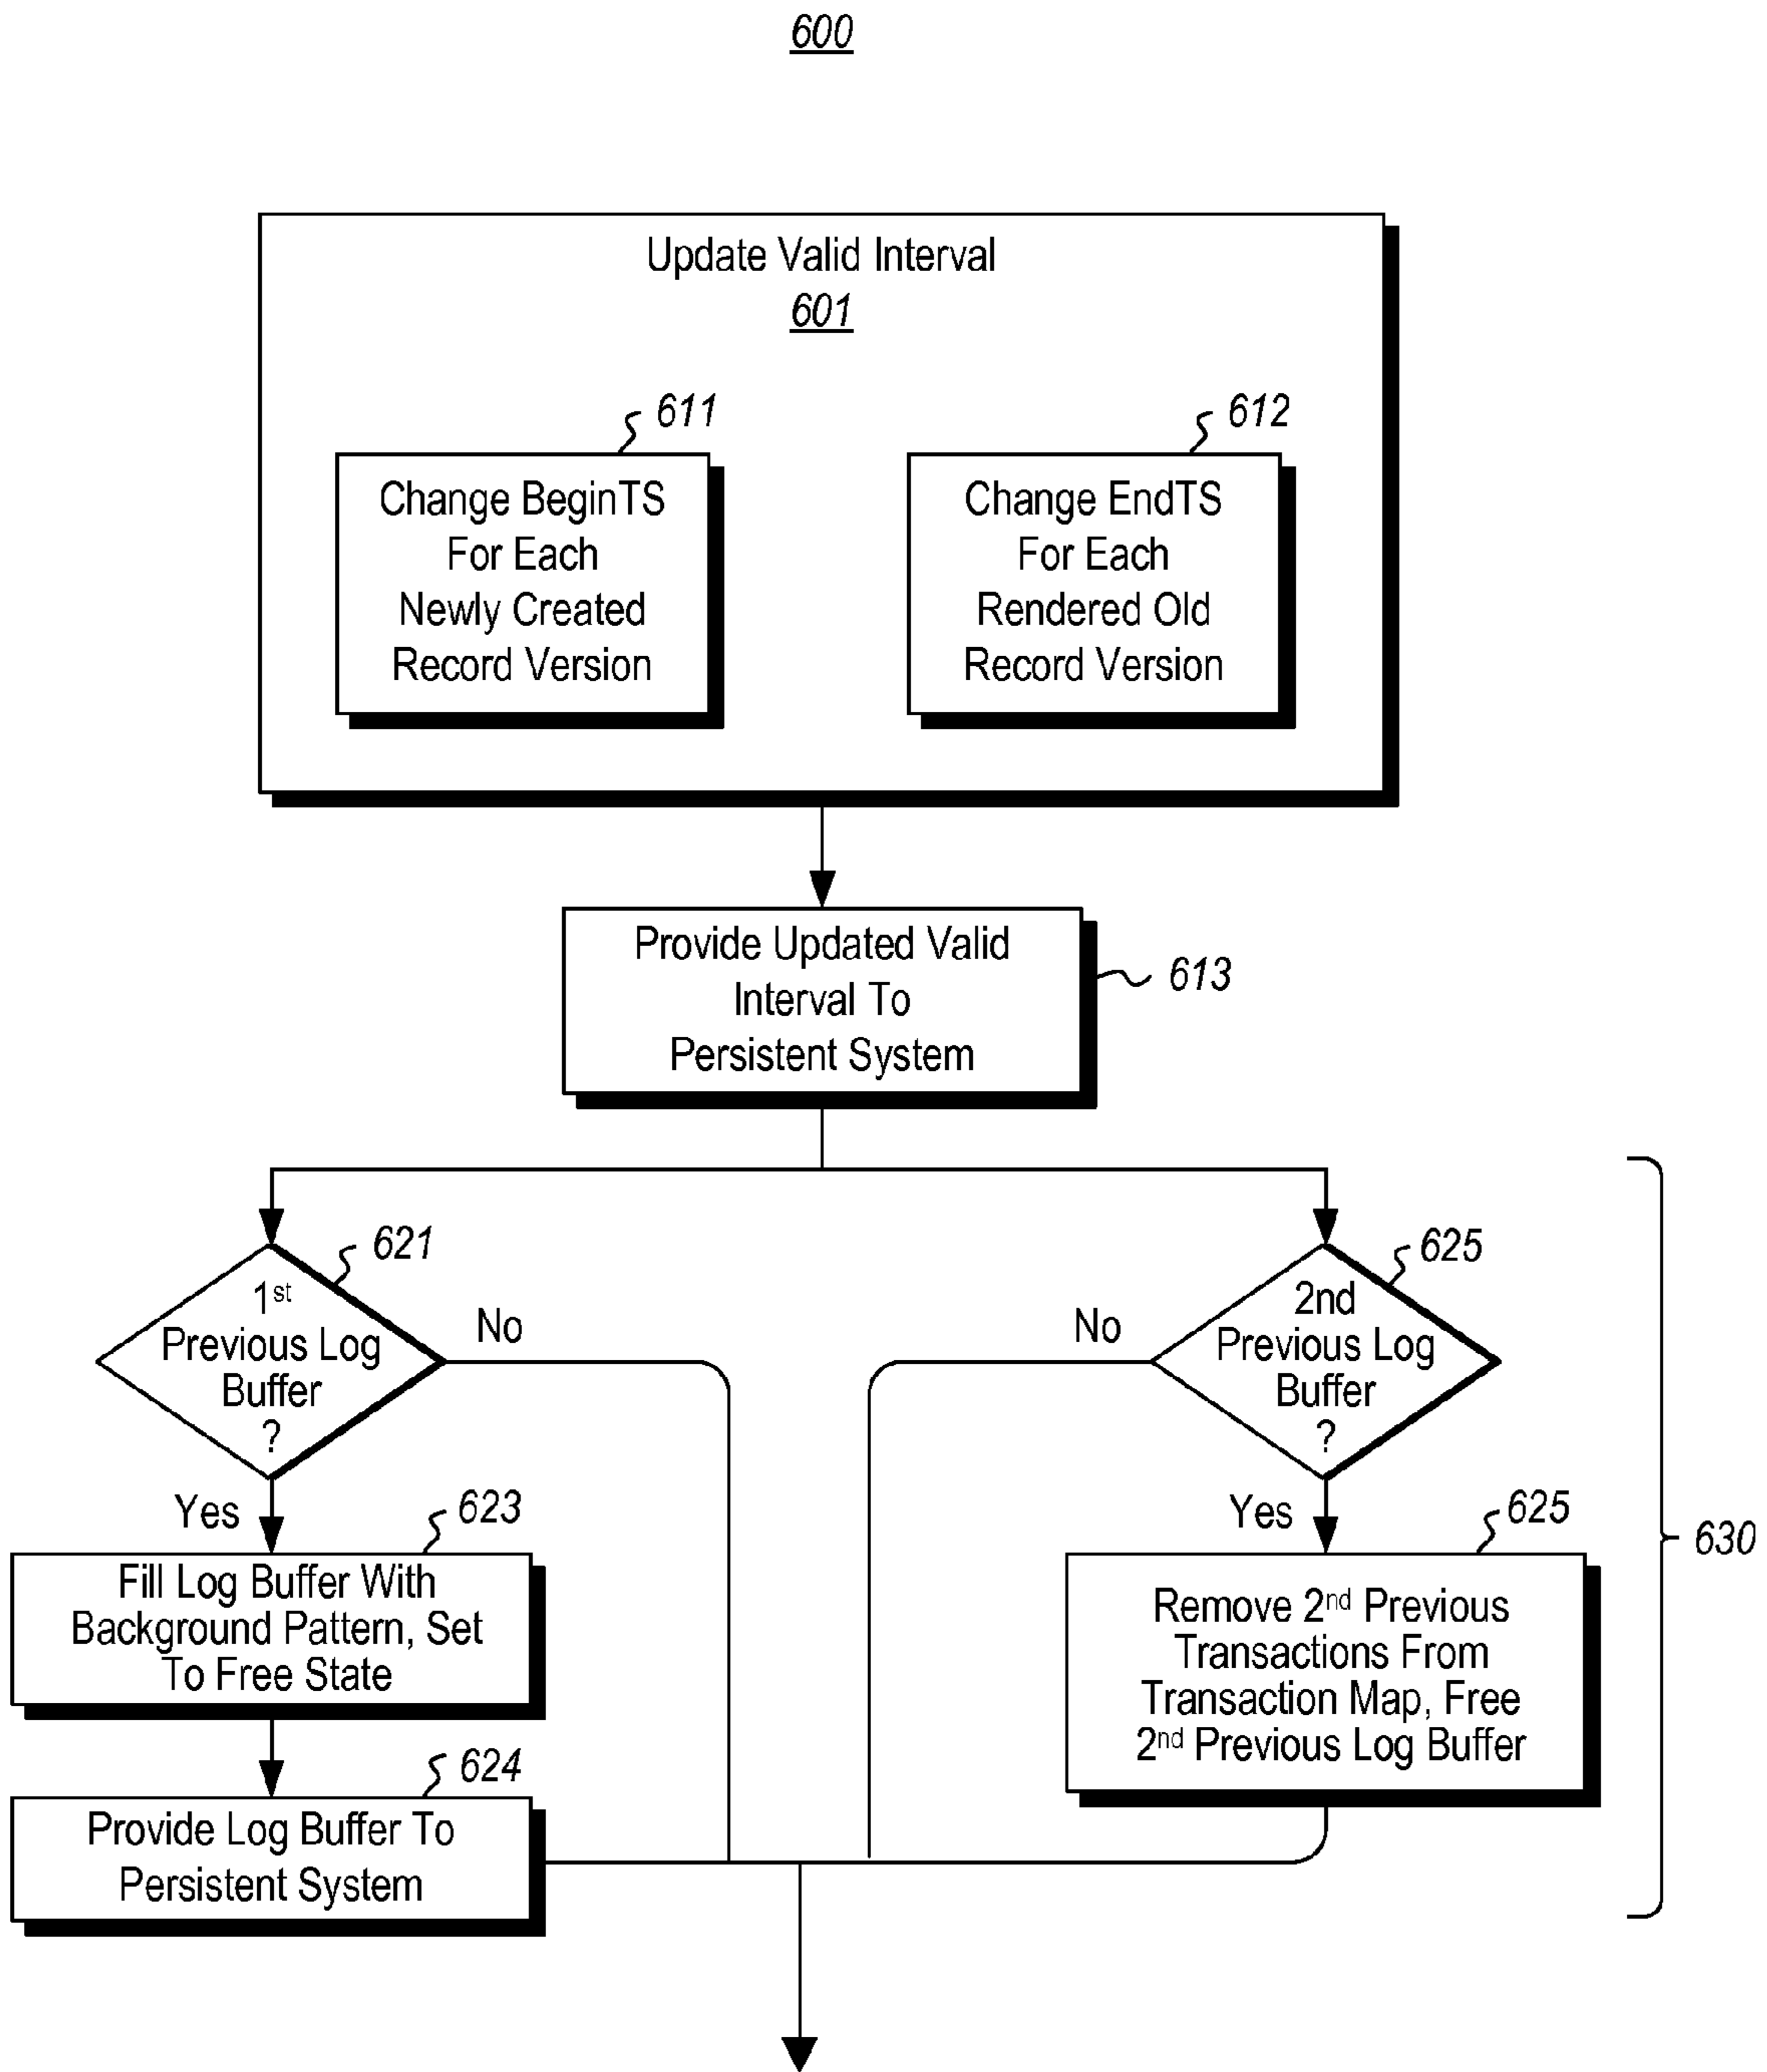 600
Update Valid Interval
601
611
Change BeginTS
For Each
Newly Created
Record Version
612
Change EndTS
For Each
Rendered Old
Record Version
Provide Updated Valid
Interval To
Persistent System
613
621
1st
Previous Log
Buffer
?
No
Yes
625
2nd
Previous Log
Buffer
?
No
Yes
623
Fill Log Buffer With
Background Pattern, Set
To Free State
624
Provide Log Buffer To
Persistent System
625
Remove 2nd Previous
Transactions From
Transaction Map, Free
2nd Previous Log Buffer
630